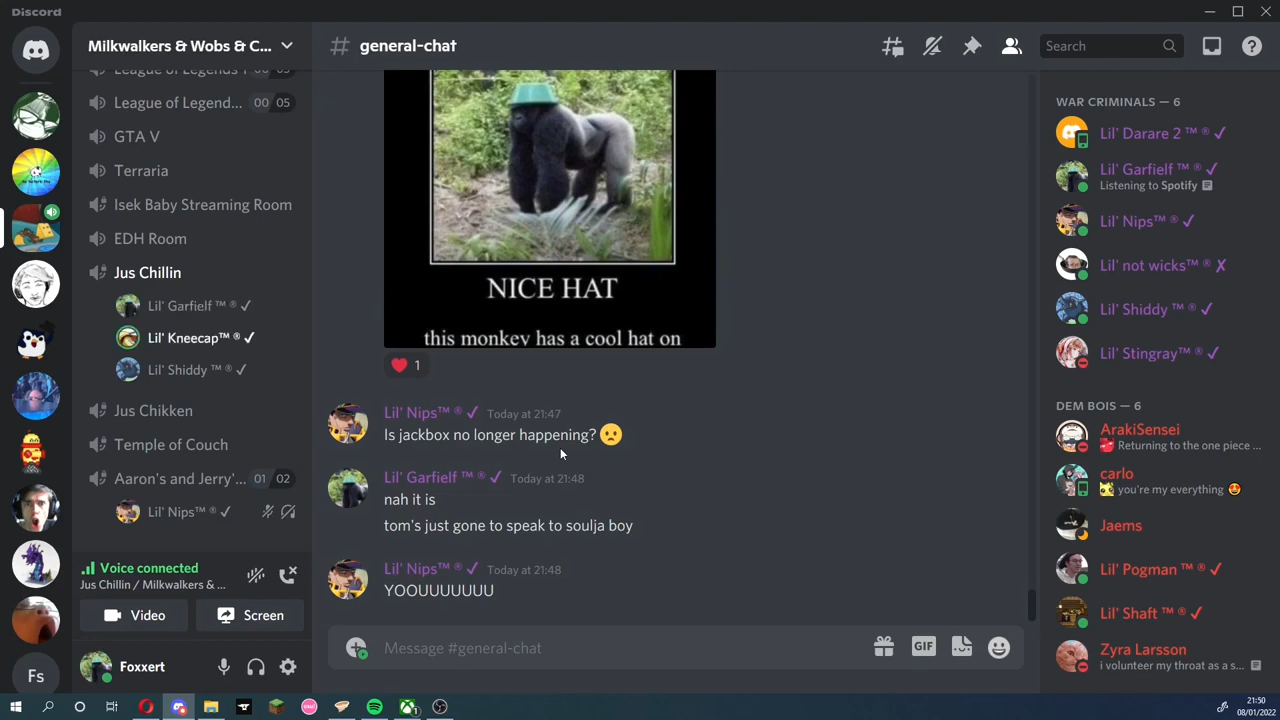 Discord
Milkwalkers & Wobs & C...
general-chat
Search
League of Legend... 00 05
GTA V
Terraria
Isek Baby Streaming Room
EDH Room
Jus Chillin
Lil' Garfielf ™ ® ✓
Lil' Kneecap™ ® ✓
Lil' Shiddy ™ ® ✓
Jus Chikken
Temple of Couch
Aaron's and Jerry'... 01 02
Lil' Nips™ ® ✓
Voice connected
Jus Chillin / Milkwalkers & ...
Video
Screen
Foxxert
Fs
NICE HAT
this monkey has a cool hat on
1
Lil' Nips™ ® ✓ Today at 21:47
Is jackbox no longer happening?
Lil' Garfielf ™ ® ✓ Today at 21:48
nah it is
tom's just gone to speak to soulja boy
Lil' Nips™ ® ✓ Today at 21:48
YOOUUUUUUU
Message #general-chat
GIF
WAR CRIMINALS — 6
Lil' Darare 2 ™ ® ✓
Lil' Garfielf ™ ® ✓
Listening to Spotify
Lil' Nips™ ® ✓
Lil' not wicks™ ® ✗
Lil' Shiddy ™ ® ✓
Lil' Stingray™ ® ✓
DEM BOIS — 6
ArakiSensei
Returning to the one piece ...
carlo
you're my everything
Jaems
Lil' Pogman ™ ® ✓
Lil' Shaft ™ ® ✓
Zyra Larsson
i volunteer my throat as a s...
21:50
08/01/2022